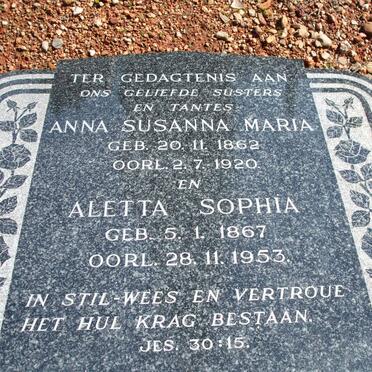 TER GEDAGTENIS AAN
ONS GELIEFDE SUSTERS
EN TANTES
ANNA SUSANNA MARIA
GEB. 20.11.1862
OORL. 2.7.1920.
EN
ALETTA SOPHIA
GEB. 5.1.1867
OORL. 28.11.1953.
IN STIL-WEES EN VERTROUE
HET HUL KRAG BESTAAN.
JES. 30:15.